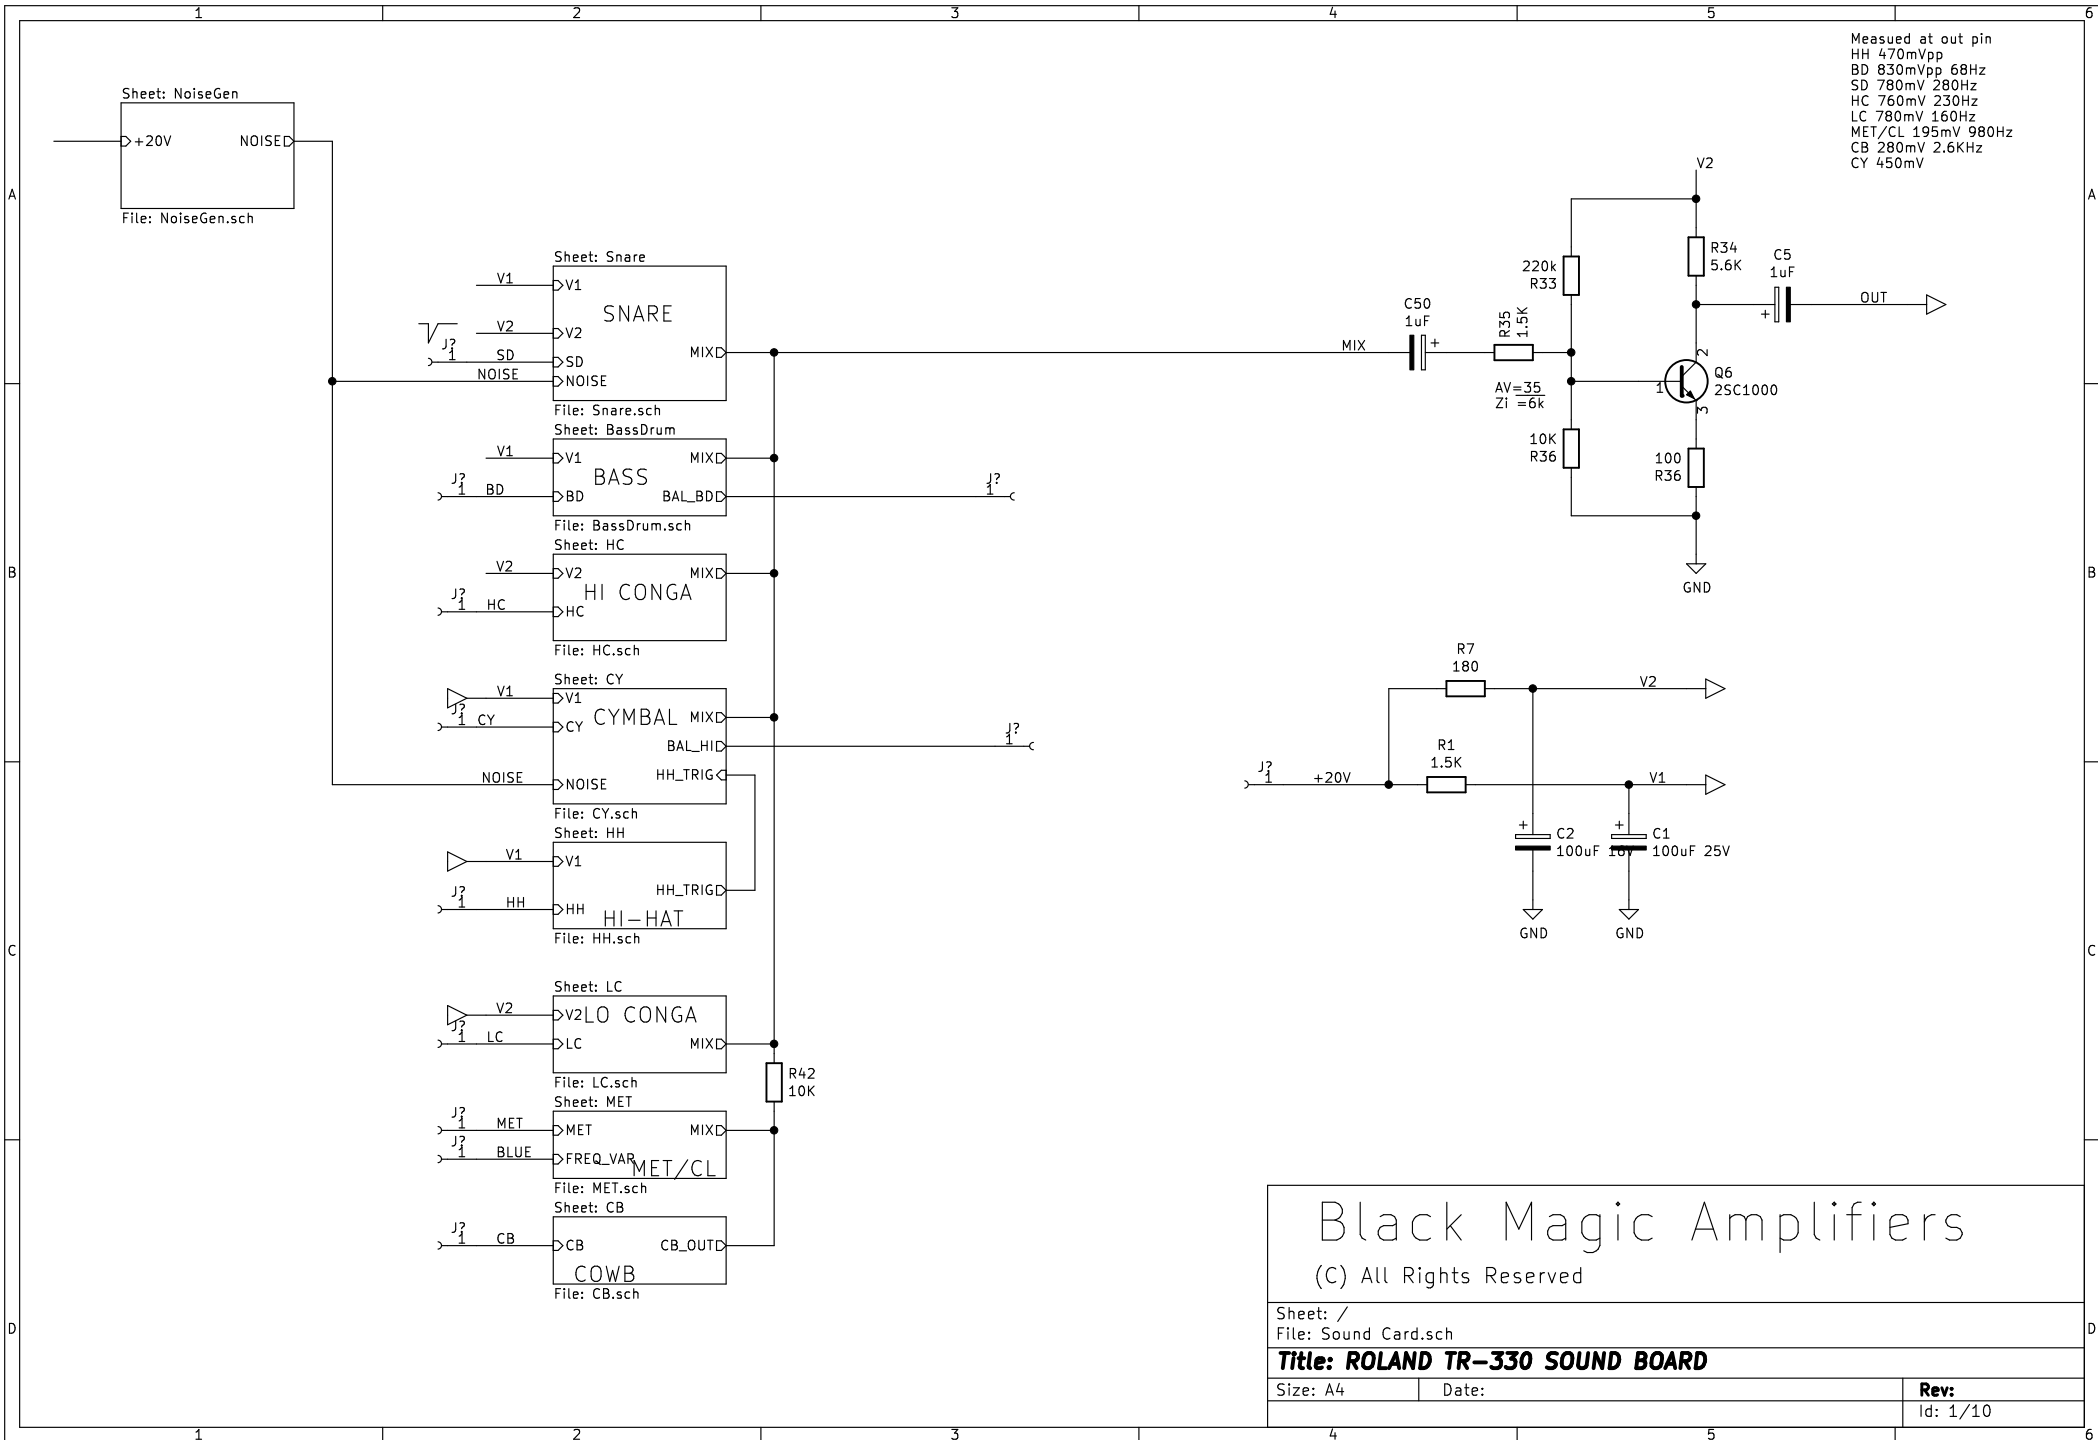 1 2 3 4 5 6
Measued at out pin
HH 470mVpp
BD 830mVpp 68Hz
SD 780mV 280Hz
HC 760mV 230Hz
LC 780mV 160Hz
MET/CL 195mV 980Hz
CB 280mV 2.6KHz
CY 450mV
A A
B B
C C
D D
Sheet: NoiseGen
+20V NOISE
File: NoiseGen.sch
Sheet: Snare
V1 V1
SNARE
V2 V2
J?
1 SD SD
MIX
NOISE NOISE
File: Snare.sch
Sheet: BassDrum
V1 V1 MIX
BASS
J?
1 BD BD BAL_BD
J?
1
File: BassDrum.sch
Sheet: HC
V2 V2 MIX
HI CONGA
J?
1 HC HC
File: HC.sch
Sheet: CY
V1 V1
J?
1 CY CY
CYMBAL MIX
BAL_HI
J?
1
HH_TRIG
NOISE NOISE
File: CY.sch
Sheet: HH
V1 V1
HH_TRIG
J?
1 HH HH
HI-HAT
File: HH.sch
Sheet: LC
V2 V2 LO CONGA
J?
1 LC LC MIX
File: LC.sch
R42
10K
Sheet: MET
J?
1 MET MET MIX
J?
1 BLUE FREQ_VAR
MET/CL
File: MET.sch
Sheet: CB
J?
1 CB CB CB_OUT
COWB
File: CB.sch
V2
R34
5.6K
C5
1uF
+
OUT
220k
R33
C50
1uF
+
MIX
R35
1.5K
AV=35
Zi =6k
2
1
3
Q6
2SC1000
10K
R36
100
R36
GND
R7
180
V2
R1
1.5K
J?
1 +20V
V1
+ C2
100uF 16V
+ C1
100uF 25V
GND GND
Black Magic Amplifiers
(C) All Rights Reserved
Sheet: /
File: Sound Card.sch
Title: ROLAND TR-330 SOUND BOARD
Size: A4 Date: Rev:
Id: 1/10
1 2 3 4 5 6